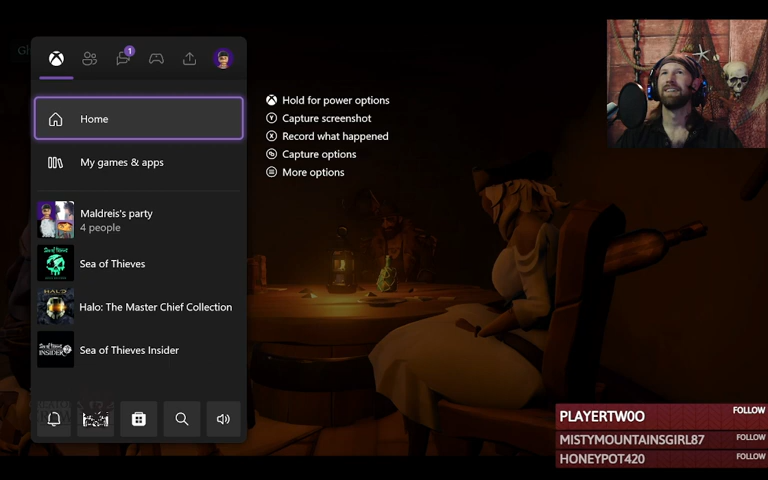 1
Home
My games & apps
Maldreis's party
4 people
Sea of Thieves
Halo: The Master Chief Collection
Sea of Thieves Insider
Hold for power options
Capture screenshot
Record what happened
Capture options
More options
PLAYERTW0O FOLLOW
MISTYMOUNTAINSGIRL87 FOLLOW
HONEYPOT420 FOLLOW